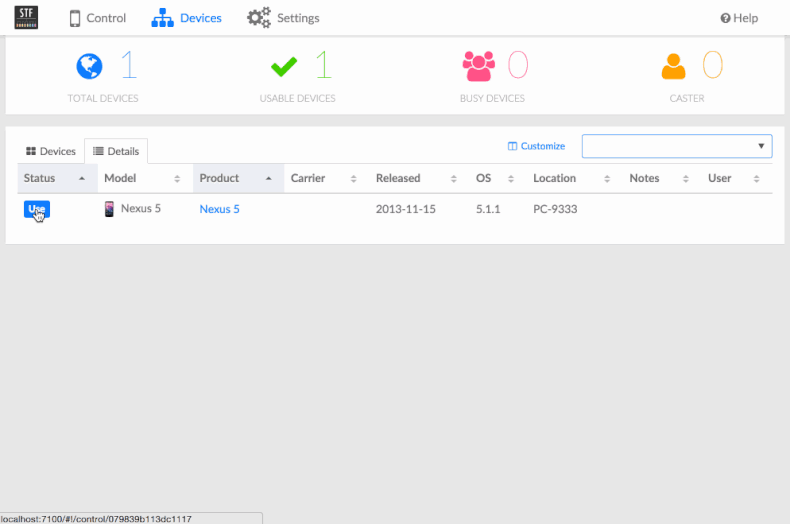 STF
Control
Devices
Settings
Help
1
1
0
0
TOTAL DEVICES
USABLE DEVICES
BUSY DEVICES
CASTER
Devices
Details
Customize
Status Model Product Carrier Released OS Location Notes User
Use Nexus 5 Nexus 5 2013-11-15 5.1.1 PC-9333
localhost:7100/#!/control/079839b113dc1117